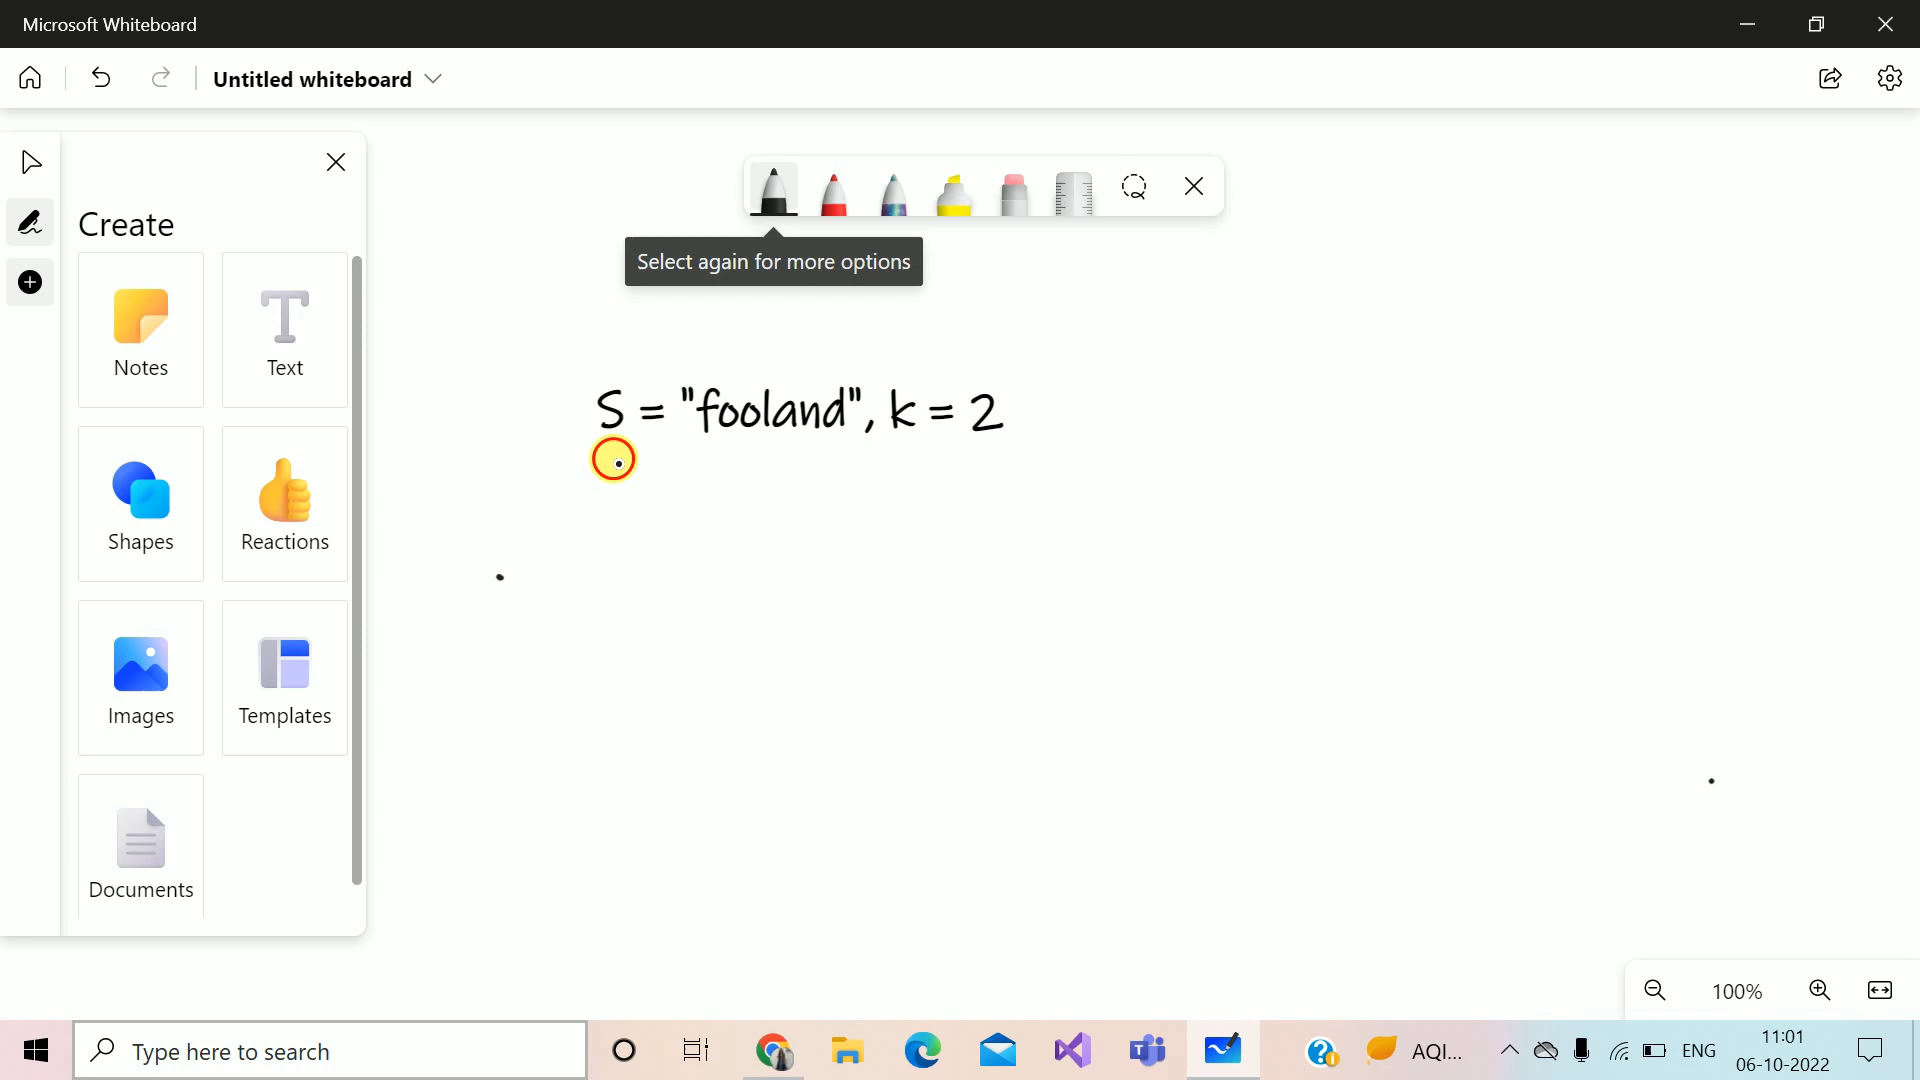 Microsoft Whiteboard
Untitled whiteboard
Create
Select again for more options
Notes
Text
S = "fooland", k = 2
Shapes
Reactions
Images
Templates
Documents
100%
Type here to search
AQI...
ENG
11:01
06-10-2022